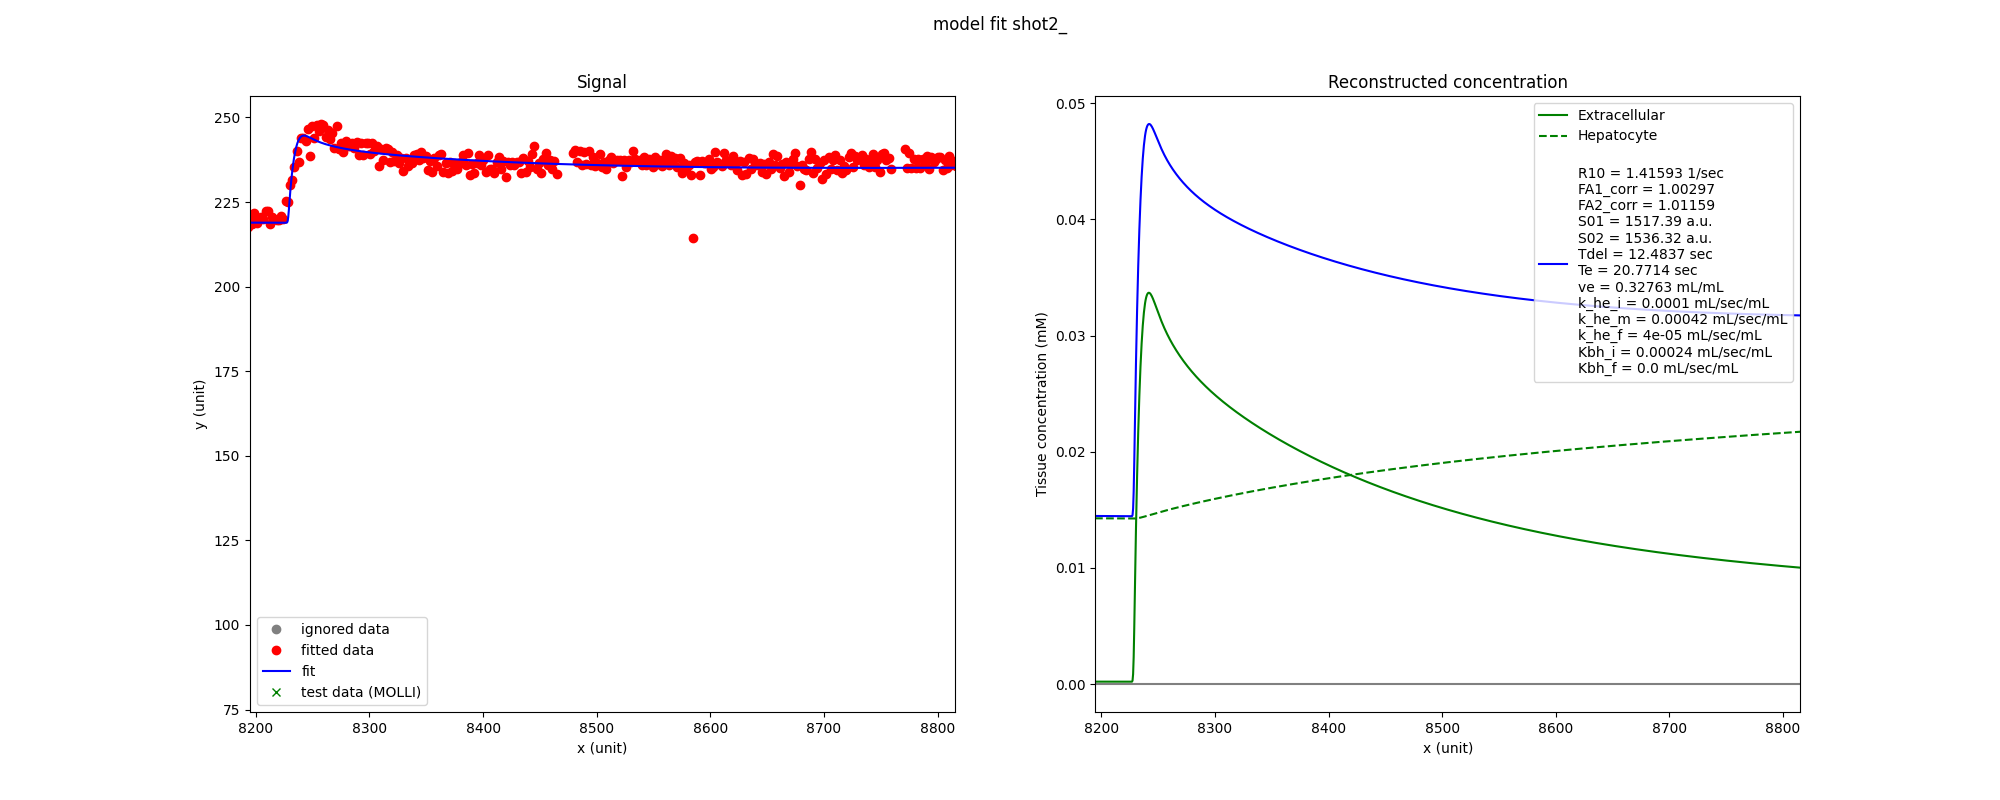 model fit shot2_
Signal
250
225
200
175
150
125
100
75
y (unit)
8200 8300 8400 8500 8600 8700 8800
x (unit)
ignored data
fitted data
fit
test data (MOLLI)
Reconstructed concentration
0.05
0.04
0.03
0.02
0.01
0.00
Tissue concentration (mM)
8200 8300 8400 8500 8600 8700 8800
x (unit)
Extracellular
Hepatocyte
R10 = 1.41593 1/sec
FA1_corr = 1.00297
FA2_corr = 1.01159
S01 = 1517.39 a.u.
S02 = 1536.32 a.u.
Tdel = 12.4837 sec
Te = 20.7714 sec
ve = 0.32763 mL/mL
k_he_i = 0.0001 mL/sec/mL
k_he_m = 0.00042 mL/sec/mL
k_he_f = 4e-05 mL/sec/mL
Kbh_i = 0.00024 mL/sec/mL
Kbh_f = 0.0 mL/sec/mL